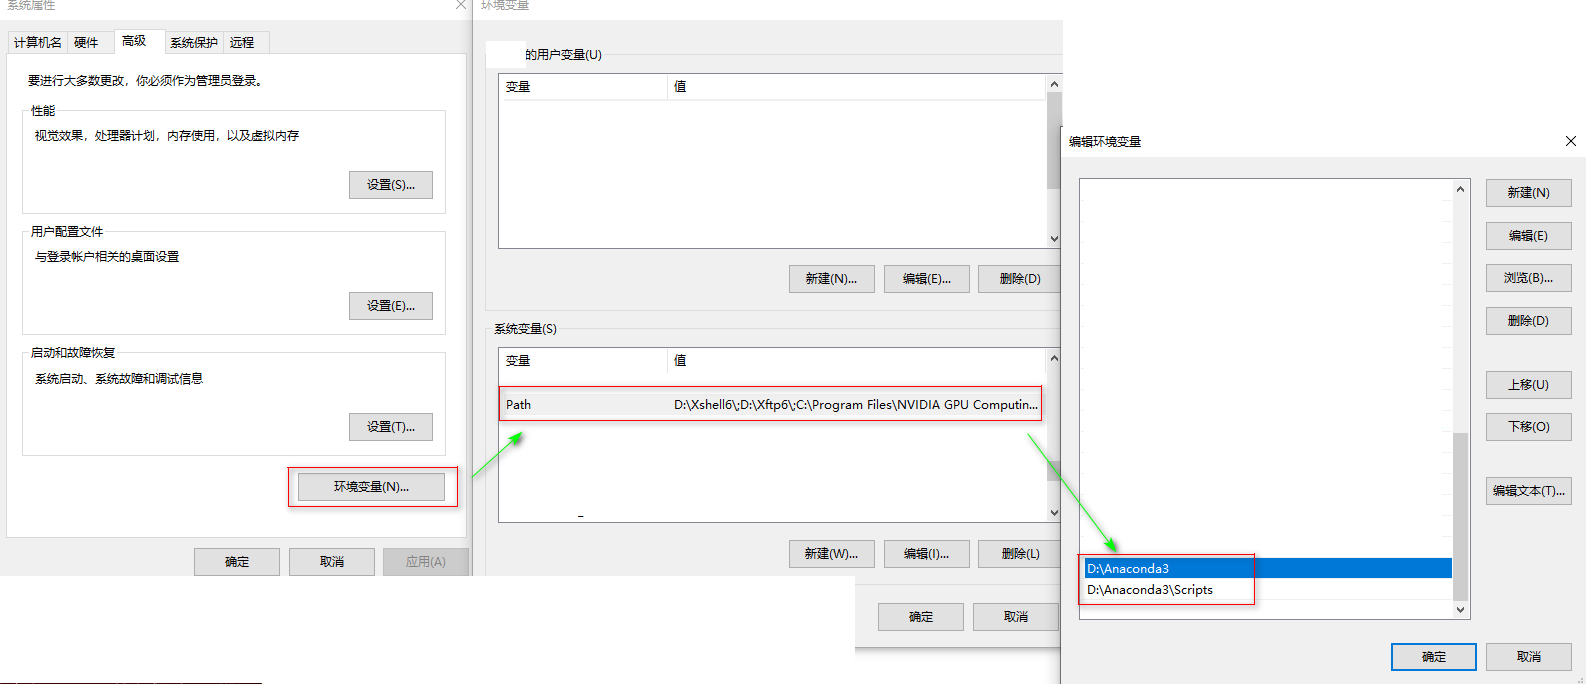 系统属性
计算机名 硬件 高级 系统保护 远程
要进行大多数更改，你必须作为管理员登录。
性能
视觉效果，处理器计划，内存使用，以及虚拟内存
设置(S)...
用户配置文件
与登录帐户相关的桌面设置
设置(E)...
启动和故障恢复
系统启动、系统故障和调试信息
设置(T)...
环境变量(N)...
确定 取消 应用(A)
环境变量
的用户变量(U)
变量 值
新建(N)... 编辑(E)... 删除(D)
系统变量(S)
变量 值
Path D:\Xshell6\;D:\Xftp6\;C:\Program Files\NVIDIA GPU Computin...
新建(W)... 编辑(I)... 删除(L)
确定 取消
编辑环境变量
新建(N)
编辑(E)
浏览(B)...
删除(D)
上移(U)
下移(O)
编辑文本(T)...
D:\Anaconda3
D:\Anaconda3\Scripts
确定 取消